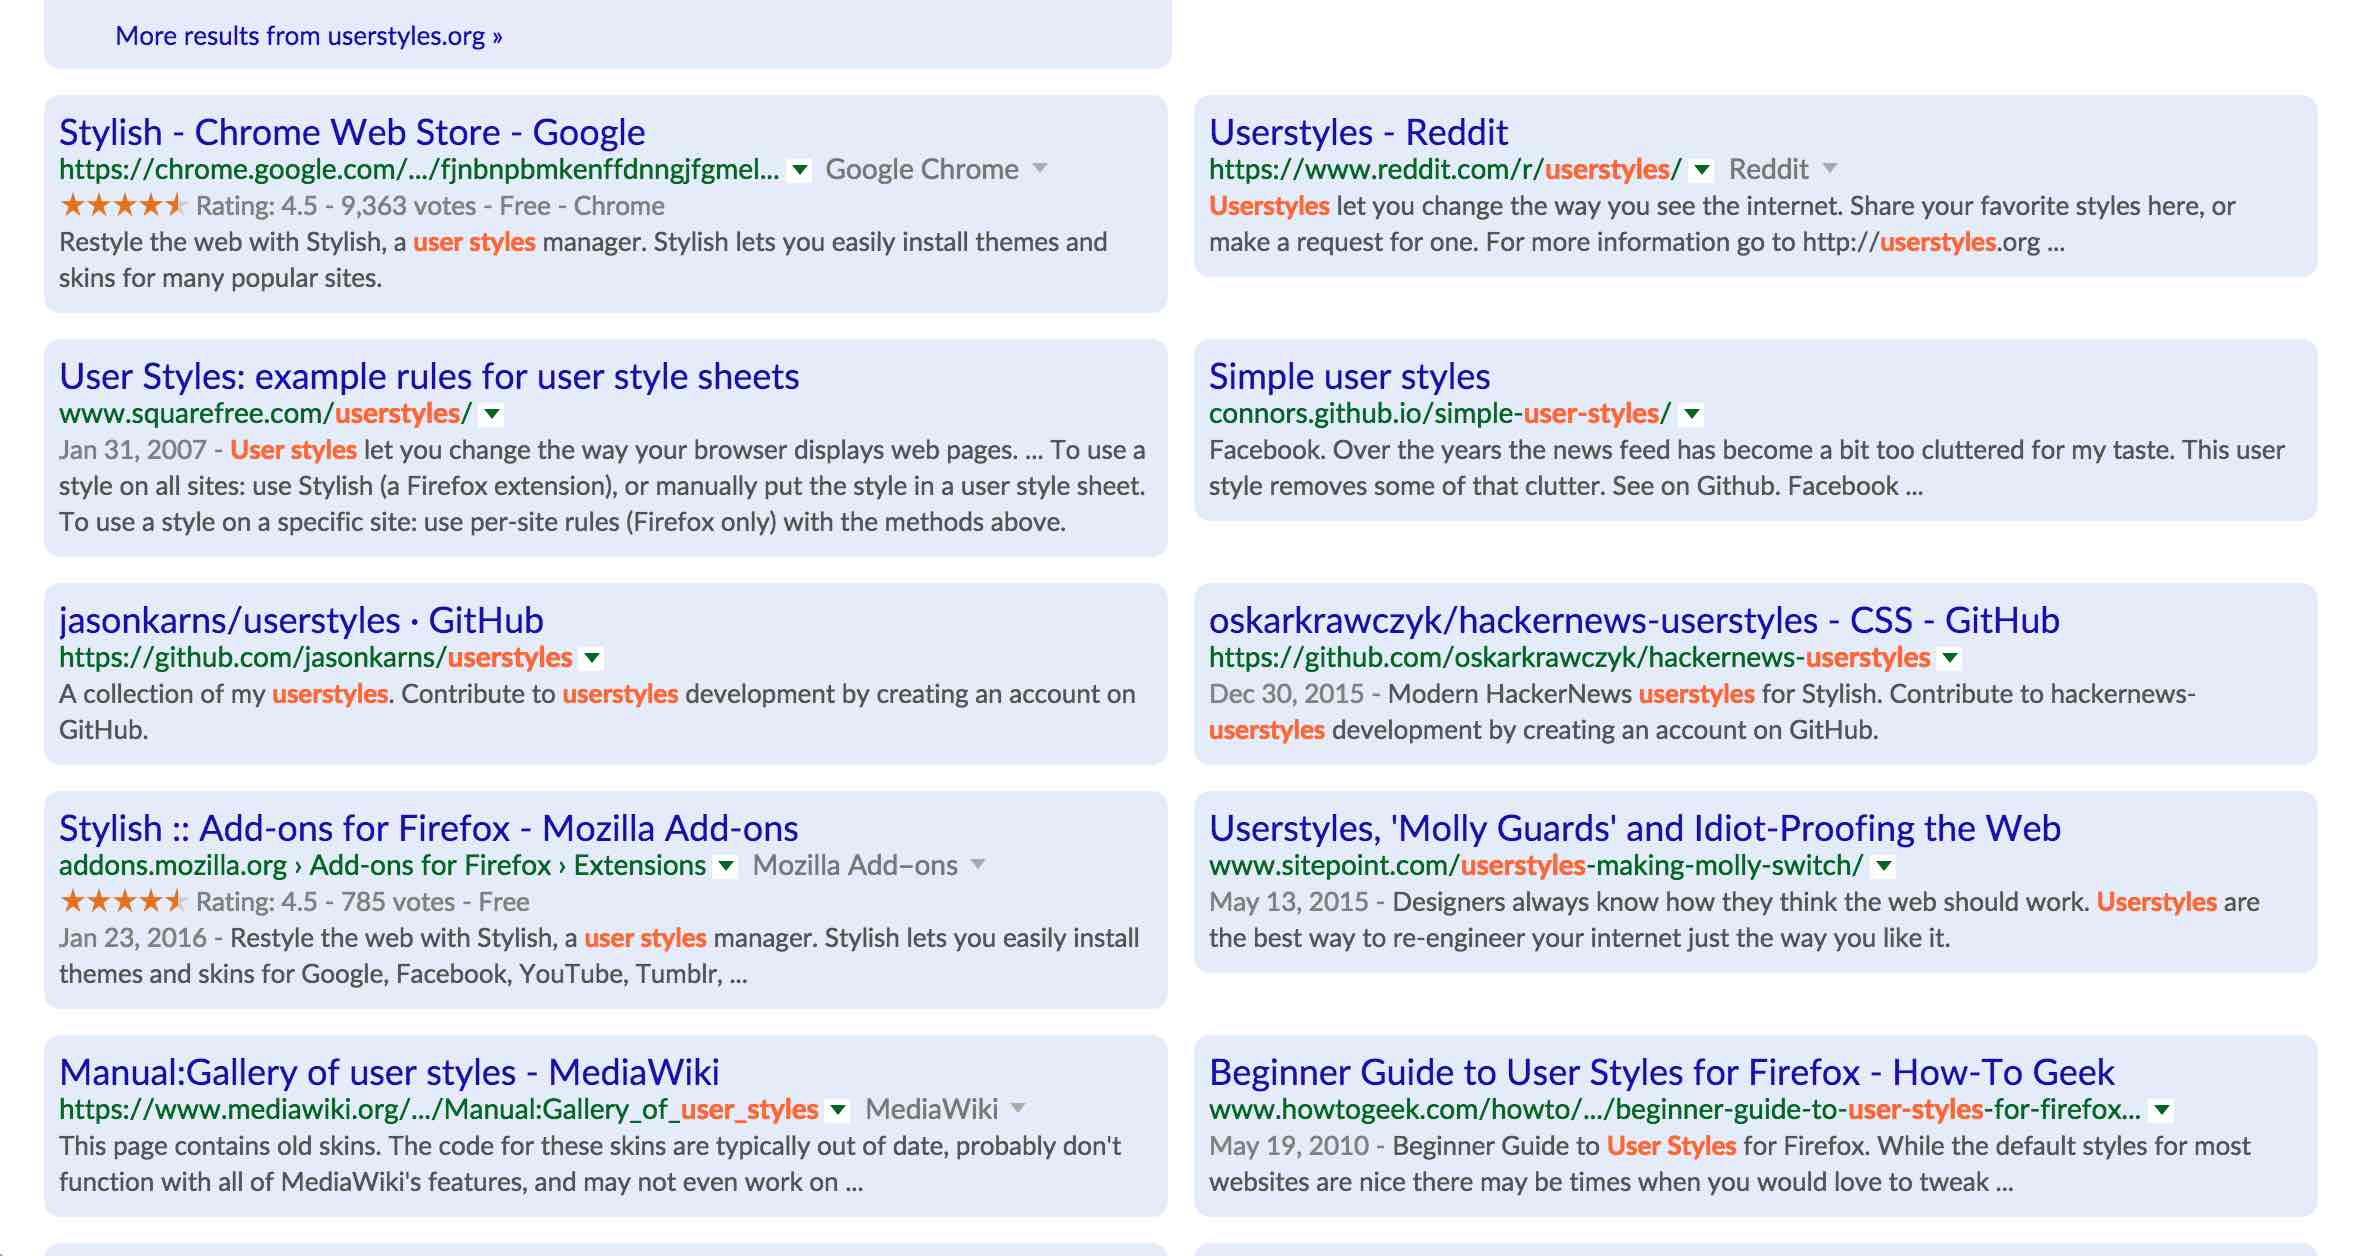 More results from userstyles.org »
Stylish - Chrome Web Store - Google
https://chrome.google.com/.../fjnbnpbmkenffdnngjfgmel... Google Chrome
Rating: 4.5 - 9,363 votes - Free - Chrome
Restyle the web with Stylish, a user styles manager. Stylish lets you easily install themes and
skins for many popular sites.
Userstyles - Reddit
https://www.reddit.com/r/userstyles/ Reddit
Userstyles let you change the way you see the internet. Share your favorite styles here, or
make a request for one. For more information go to http://userstyles.org ...
User Styles: example rules for user style sheets
www.squarefree.com/userstyles/
Jan 31, 2007 - User styles let you change the way your browser displays web pages. ... To use a
style on all sites: use Stylish (a Firefox extension), or manually put the style in a user style sheet.
To use a style on a specific site: use per-site rules (Firefox only) with the methods above.
Simple user styles
connors.github.io/simple-user-styles/
Facebook. Over the years the news feed has become a bit too cluttered for my taste. This user
style removes some of that clutter. See on Github. Facebook ...
jasonkarns/userstyles · GitHub
https://github.com/jasonkarns/userstyles
A collection of my userstyles. Contribute to userstyles development by creating an account on
GitHub.
oskarkrawczyk/hackernews-userstyles - CSS - GitHub
https://github.com/oskarkrawczyk/hackernews-userstyles
Dec 30, 2015 - Modern HackerNews userstyles for Stylish. Contribute to hackernews-
userstyles development by creating an account on GitHub.
Stylish :: Add-ons for Firefox - Mozilla Add-ons
addons.mozilla.org › Add-ons for Firefox › Extensions Mozilla Add–ons
Rating: 4.5 - 785 votes - Free
Jan 23, 2016 - Restyle the web with Stylish, a user styles manager. Stylish lets you easily install
themes and skins for Google, Facebook, YouTube, Tumblr, ...
Userstyles, 'Molly Guards' and Idiot-Proofing the Web
www.sitepoint.com/userstyles-making-molly-switch/
May 13, 2015 - Designers always know how they think the web should work. Userstyles are
the best way to re-engineer your internet just the way you like it.
Manual:Gallery of user styles - MediaWiki
https://www.mediawiki.org/.../Manual:Gallery_of_user_styles MediaWiki
This page contains old skins. The code for these skins are typically out of date, probably don't
function with all of MediaWiki's features, and may not even work on ...
Beginner Guide to User Styles for Firefox - How-To Geek
www.howtogeek.com/howto/.../beginner-guide-to-user-styles-for-firefox...
May 19, 2010 - Beginner Guide to User Styles for Firefox. While the default styles for most
websites are nice there may be times when you would love to tweak ...